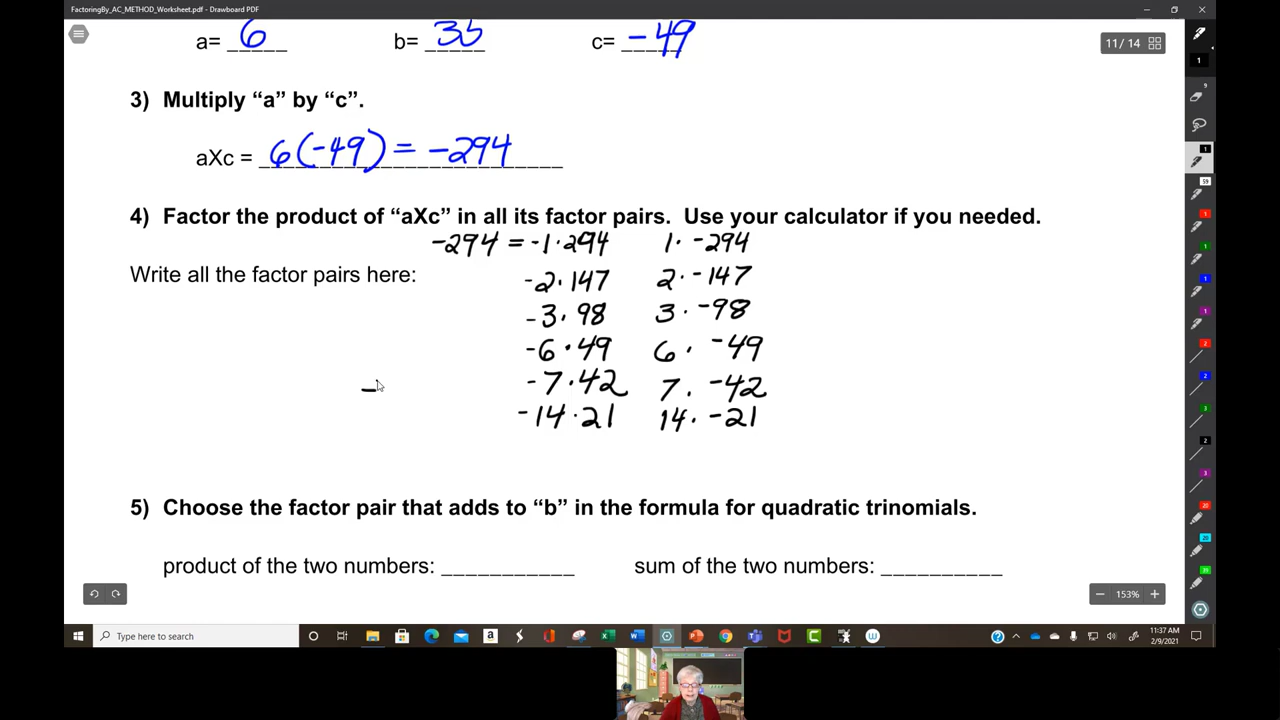 FactoringBy_AC_METHOD_Worksheet.pdf - Drawboard PDF
a= 6 b= 35 c= -49
11 / 14
3) Multiply “a” by “c”.
aXc = 6(-49) = -294
4) Factor the product of “aXc” in all its factor pairs. Use your calculator if you needed.
-294 = -1·294 1· -294
Write all the factor pairs here: -2·147 2· -147
-3·98 3· -98
-6·49 6· -49
-7·42 7· -42
-14·21 14· -21
5) Choose the factor pair that adds to “b” in the formula for quadratic trinomials.
product of the two numbers: ___________ sum of the two numbers: __________
153%
Type here to search
11:37 AM
2/9/2021